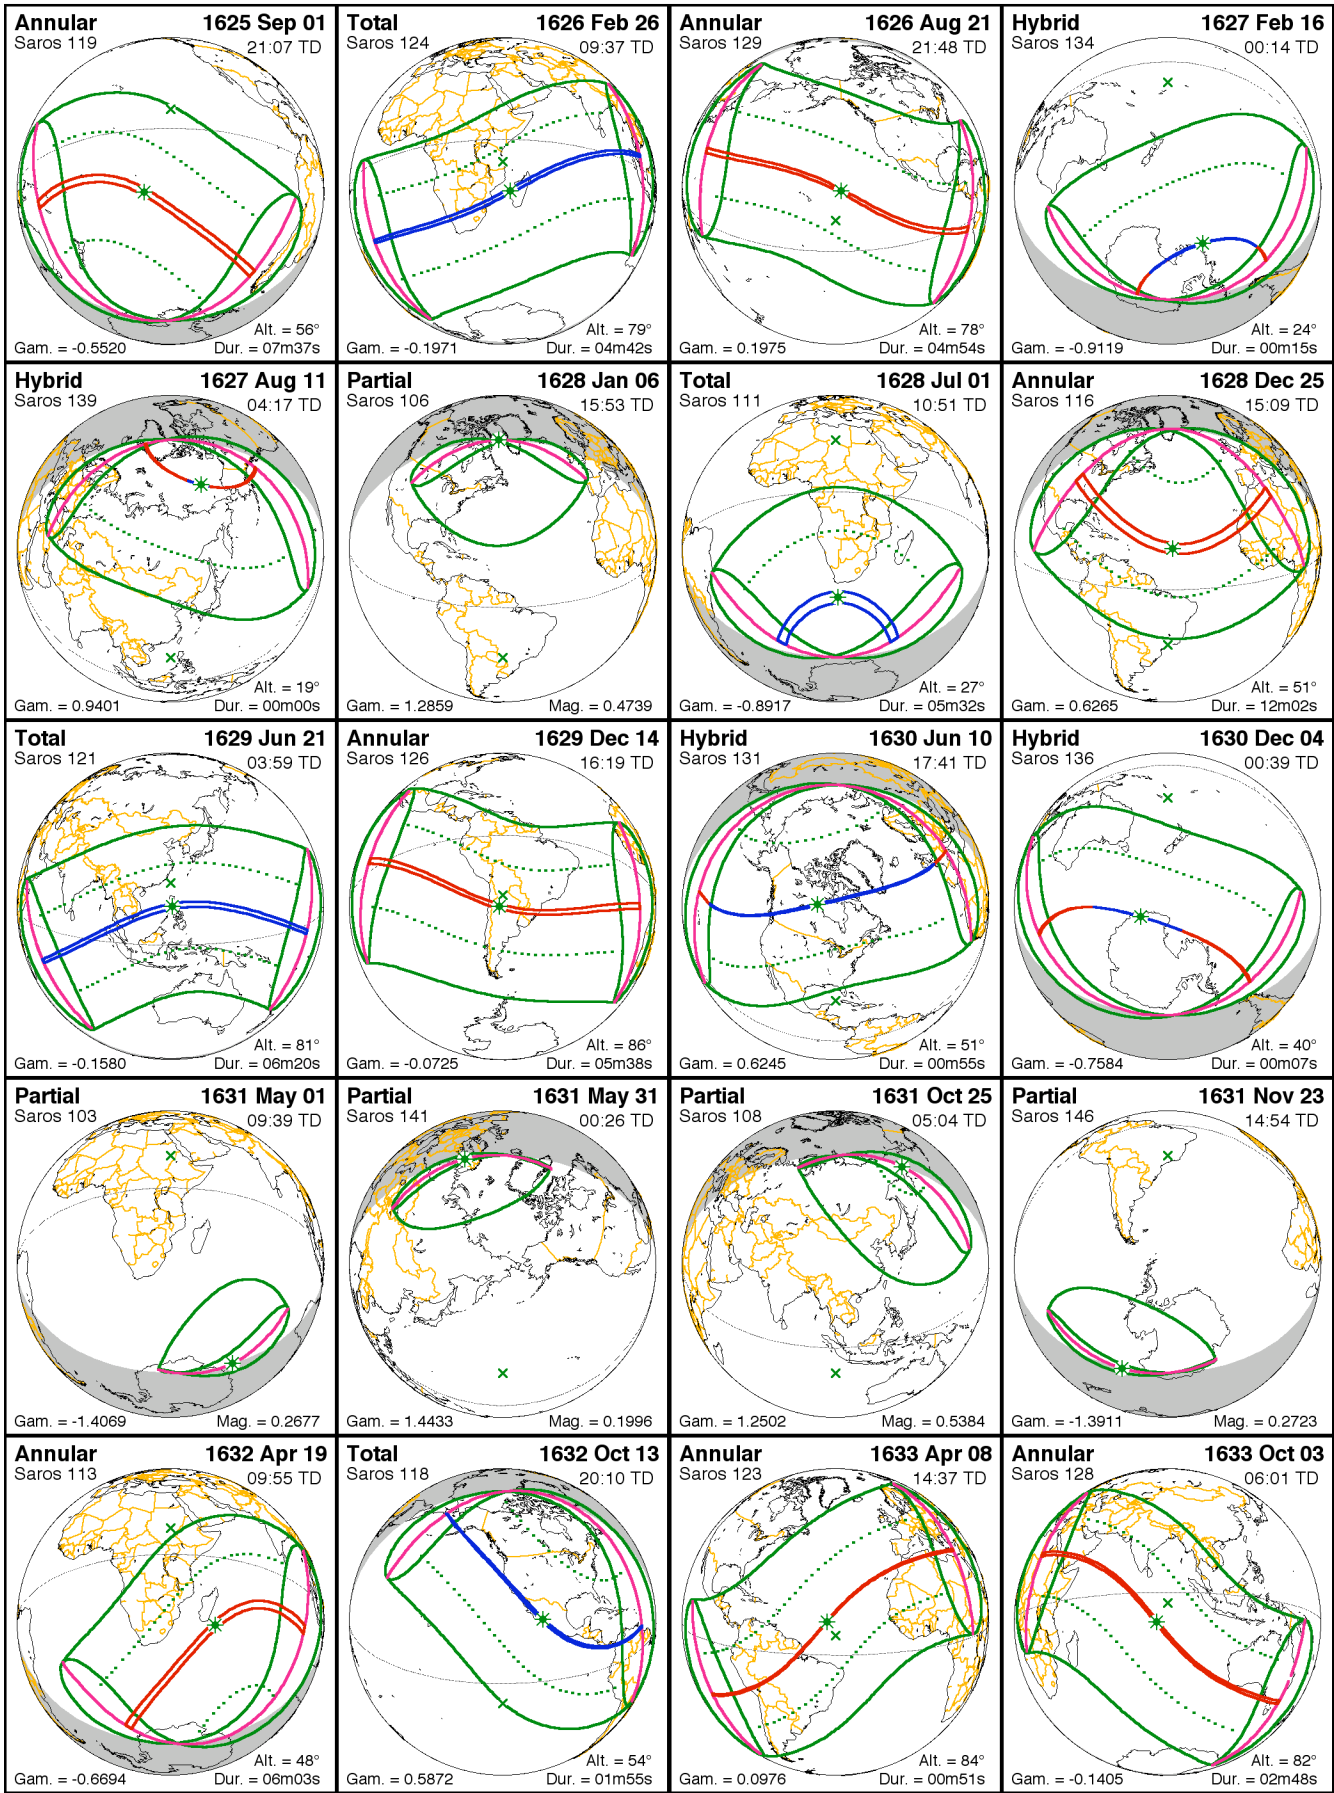 Annular 1625 Sep 01
Saros 119 21:07 TD
Alt. = 56°
Gam. = -0.5520 Dur. = 07m37s
Total 1626 Feb 26
Saros 124 09:37 TD
Alt. = 79°
Gam. = -0.1971 Dur. = 04m42s
Annular 1626 Aug 21
Saros 129 21:48 TD
Alt. = 78°
Gam. = 0.1975 Dur. = 04m54s
Hybrid 1627 Feb 16
Saros 134 00:14 TD
Alt. = 24°
Gam. = -0.9119 Dur. = 00m15s
Hybrid 1627 Aug 11
Saros 139 04:17 TD
Alt. = 19°
Gam. = 0.9401 Dur. = 00m00s
Partial 1628 Jan 06
Saros 106 15:53 TD
Gam. = 1.2859 Mag. = 0.4739
Total 1628 Jul 01
Saros 111 10:51 TD
Alt. = 27°
Gam. = -0.8917 Dur. = 05m32s
Annular 1628 Dec 25
Saros 116 15:09 TD
Alt. = 51°
Gam. = 0.6265 Dur. = 12m02s
Total 1629 Jun 21
Saros 121 03:59 TD
Alt. = 81°
Gam. = -0.1580 Dur. = 06m20s
Annular 1629 Dec 14
Saros 126 16:19 TD
Alt. = 86°
Gam. = -0.0725 Dur. = 05m38s
Hybrid 1630 Jun 10
Saros 131 17:41 TD
Alt. = 51°
Gam. = 0.6245 Dur. = 00m55s
Hybrid 1630 Dec 04
Saros 136 00:39 TD
Alt. = 40°
Gam. = -0.7584 Dur. = 00m07s
Partial 1631 May 01
Saros 103 09:39 TD
Gam. = -1.4069 Mag. = 0.2677
Partial 1631 May 31
Saros 141 00:26 TD
Gam. = 1.4433 Mag. = 0.1996
Partial 1631 Oct 25
Saros 108 05:04 TD
Gam. = 1.2502 Mag. = 0.5384
Partial 1631 Nov 23
Saros 146 14:54 TD
Gam. = -1.3911 Mag. = 0.2723
Annular 1632 Apr 19
Saros 113 09:55 TD
Alt. = 48°
Gam. = -0.6694 Dur. = 06m03s
Total 1632 Oct 13
Saros 118 20:10 TD
Alt. = 54°
Gam. = 0.5872 Dur. = 01m55s
Annular 1633 Apr 08
Saros 123 14:37 TD
Alt. = 84°
Gam. = 0.0976 Dur. = 00m51s
Annular 1633 Oct 03
Saros 128 06:01 TD
Alt. = 82°
Gam. = -0.1405 Dur. = 02m48s